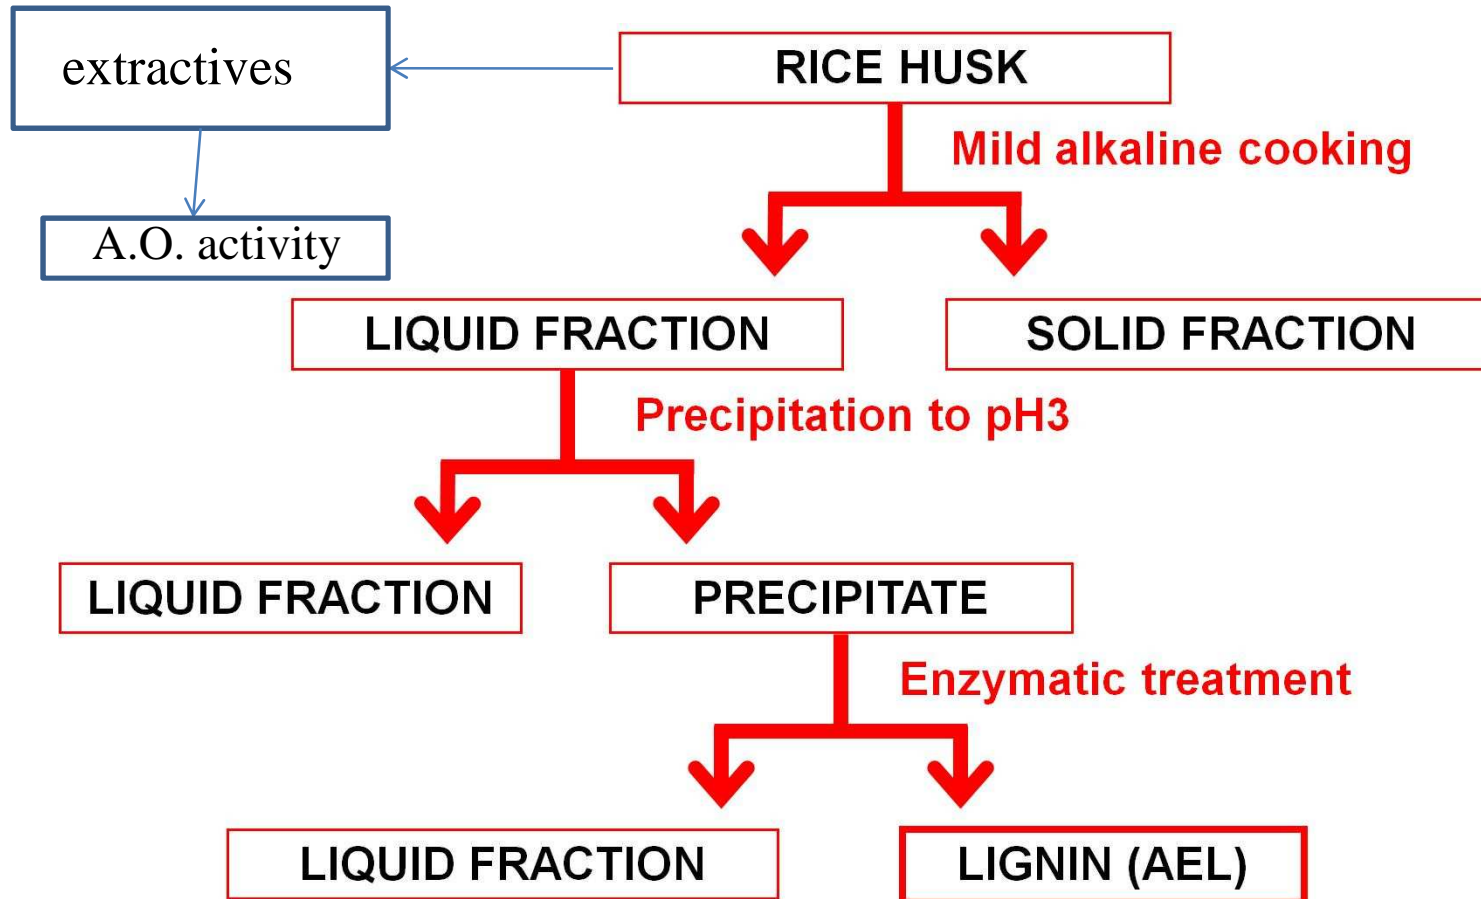 extractives
RICE HUSK
Mild alkaline cooking
A.O. activity
LIQUID FRACTION
SOLID FRACTION
Precipitation to pH3
LIQUID FRACTION
PRECIPITATE
Enzymatic treatment
LIQUID FRACTION
LIGNIN (AEL)